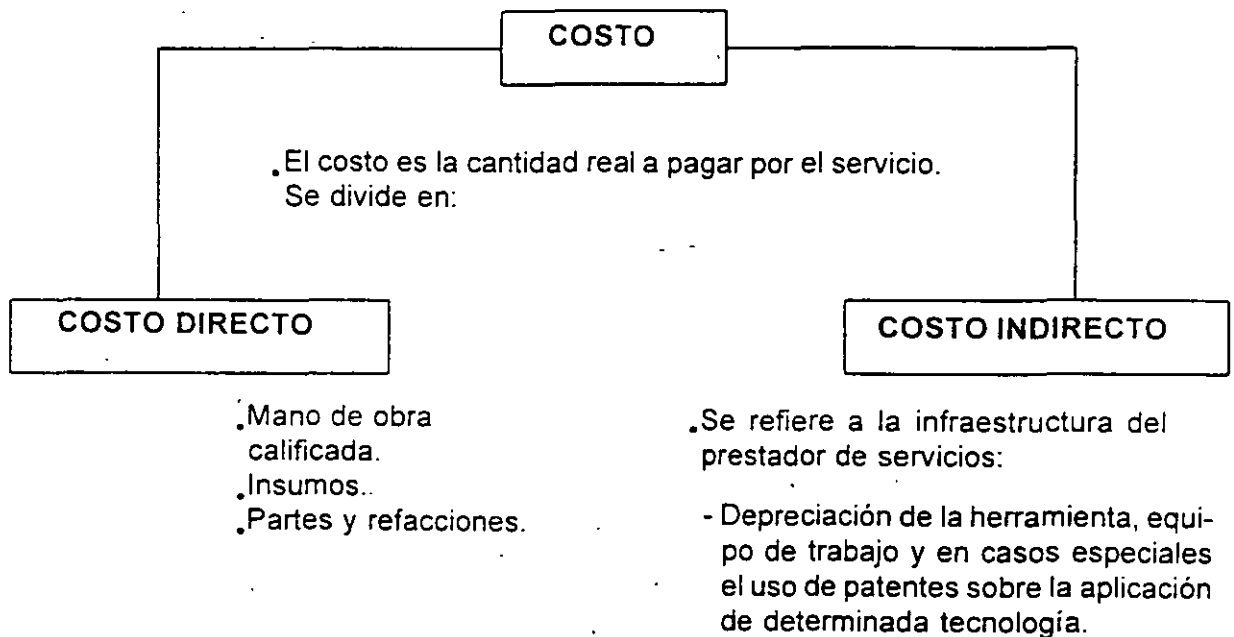 COSTO
.El costo es la cantidad real a pagar por el servicio.
Se divide en:
COSTO DIRECTO
COSTO INDIRECTO
.Mano de obra
calificada.
.Insumos..
.Partes y refacciones.
.Se refiere a la infraestructura del
prestador de servicios:
- Depreciación de la herramienta, equi-
po de trabajo y en casos especiales
el uso de patentes sobre la aplicación
de determinada tecnología.